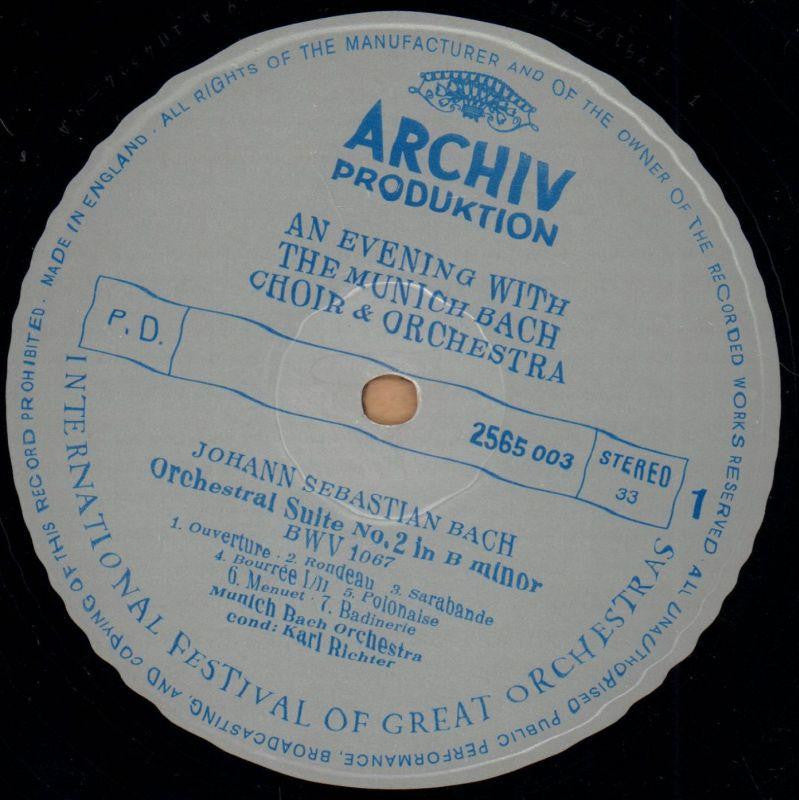 ARCHIV
PRODUKTION
AN EVENING WITH
THE MUNICH BACH
CHOIR & ORCHESTRA
P.D.
2565 003
STEREO
33
1
JOHANN SEBASTIAN BACH
Orchestral Suite No. 2 in B minor
BWV 1067
1. Ouverture · 2. Rondeau 3. Sarabande
4. Bourrée I/II 5. Polonaise
6. Menuet · 7. Badinerie
Munich Bach Orchestra
cond: Karl Richter
INTERNATIONAL FESTIVAL OF GREAT ORCHESTRAS
MADE IN ENGLAND. ALL RIGHTS OF THE MANUFACTURER AND OF THE OWNER OF THE RECORDED WORKS RESERVED. ALL UNAUTHORISED PUBLIC PERFORMANCE, BROADCASTING, AND COPYING OF THIS RECORD PROHIBITED.